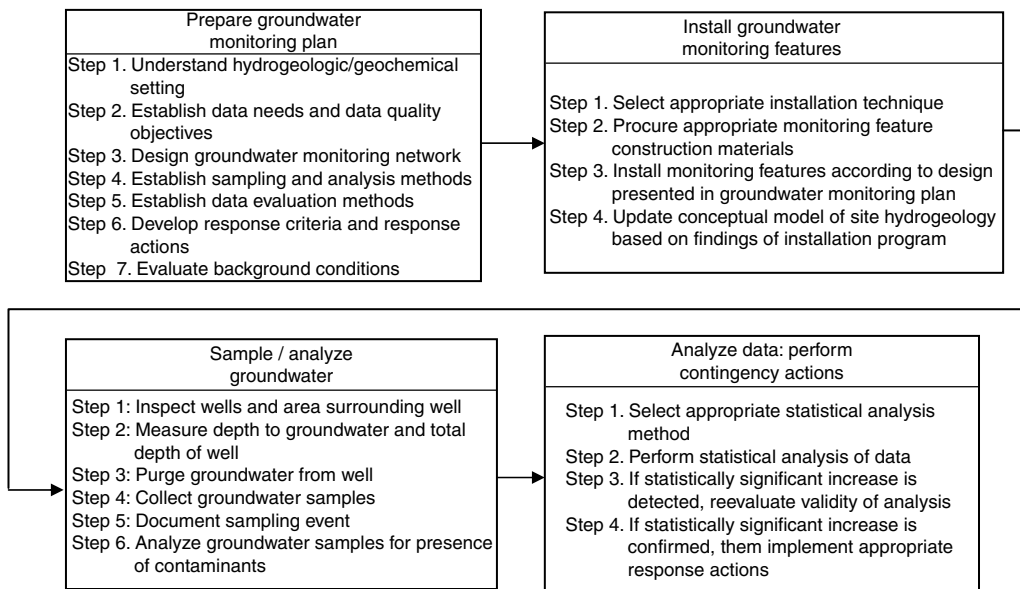 Prepare groundwater
monitoring plan
Step 1. Understand hydrogeologic/geochemical
setting
Step 2. Establish data needs and data quality
objectives
Step 3. Design groundwater monitoring network
Step 4. Establish sampling and analysis methods
Step 5. Establish data evaluation methods
Step 6. Develop response criteria and response
actions
Step 7. Evaluate background conditions
Install groundwater
monitoring features
Step 1. Select appropriate installation technique
Step 2. Procure appropriate monitoring feature
construction materials
Step 3. Install monitoring features according to design
presented in groundwater monitoring plan
Step 4. Update conceptual model of site hydrogeology
based on findings of installation program
Sample / analyze
groundwater
Step 1: Inspect wells and area surrounding well
Step 2: Measure depth to groundwater and total
depth of well
Step 3: Purge groundwater from well
Step 4: Collect groundwater samples
Step 5: Document sampling event
Step 6. Analyze groundwater samples for presence
of contaminants
Analyze data: perform
contingency actions
Step 1. Select appropriate statistical analysis
method
Step 2. Perform statistical analysis of data
Step 3. If statistically significant increase is
detected, reevaluate validity of analysis
Step 4. If statistically significant increase is
confirmed, them implement appropriate
response actions